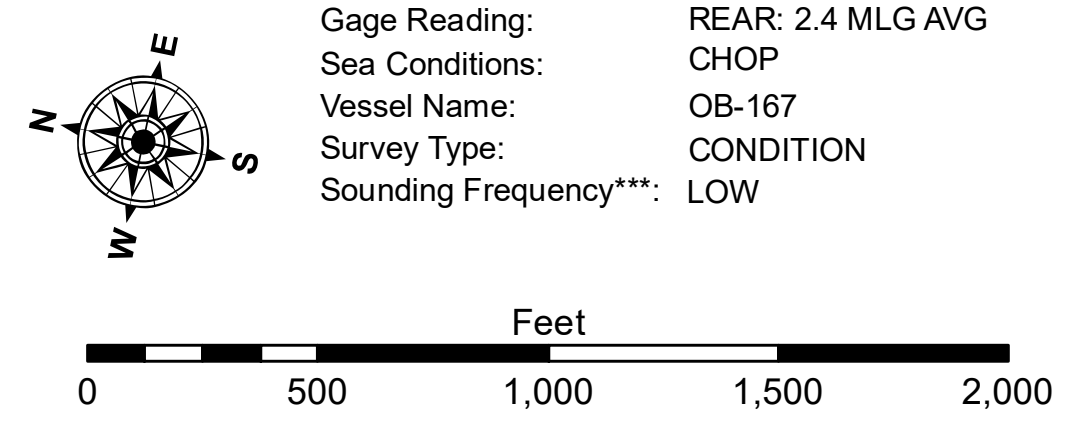 E
N
S
W
Gage Reading: REAR: 2.4 MLG AVG
Sea Conditions: CHOP
Vessel Name: OB-167
Survey Type: CONDITION
Sounding Frequency***: LOW
Feet
0 500 1,000 1,500 2,000